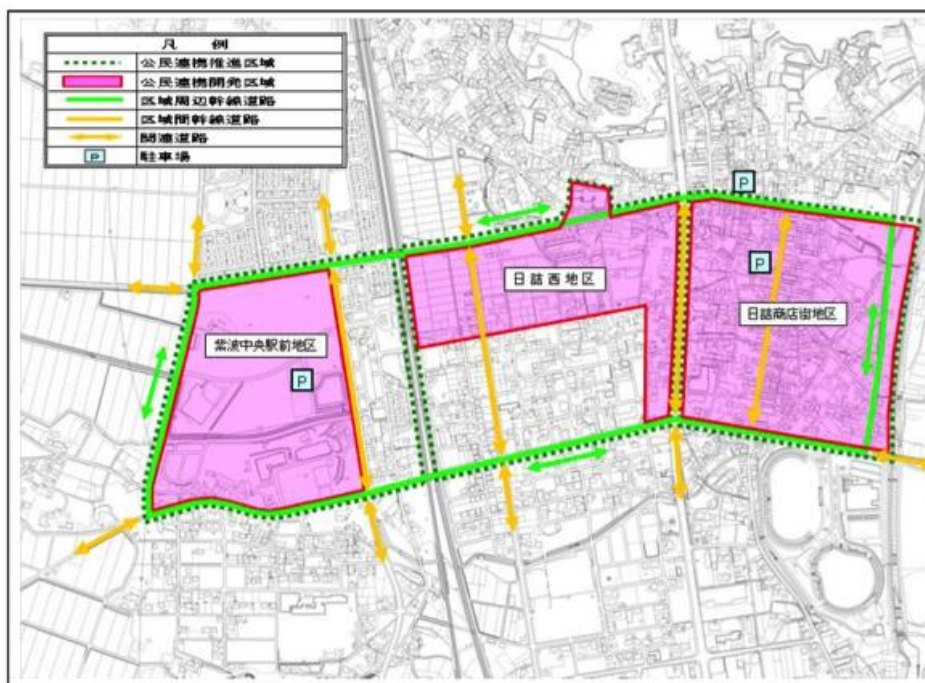 凡 例
公民連携推進区域
公民連携開発区域
区域周辺幹線道路
区域間幹線道路
関連道路
P 駐車場
P
P
日詰西地区
日詰商店街地区
紫波中央駅前地区
P